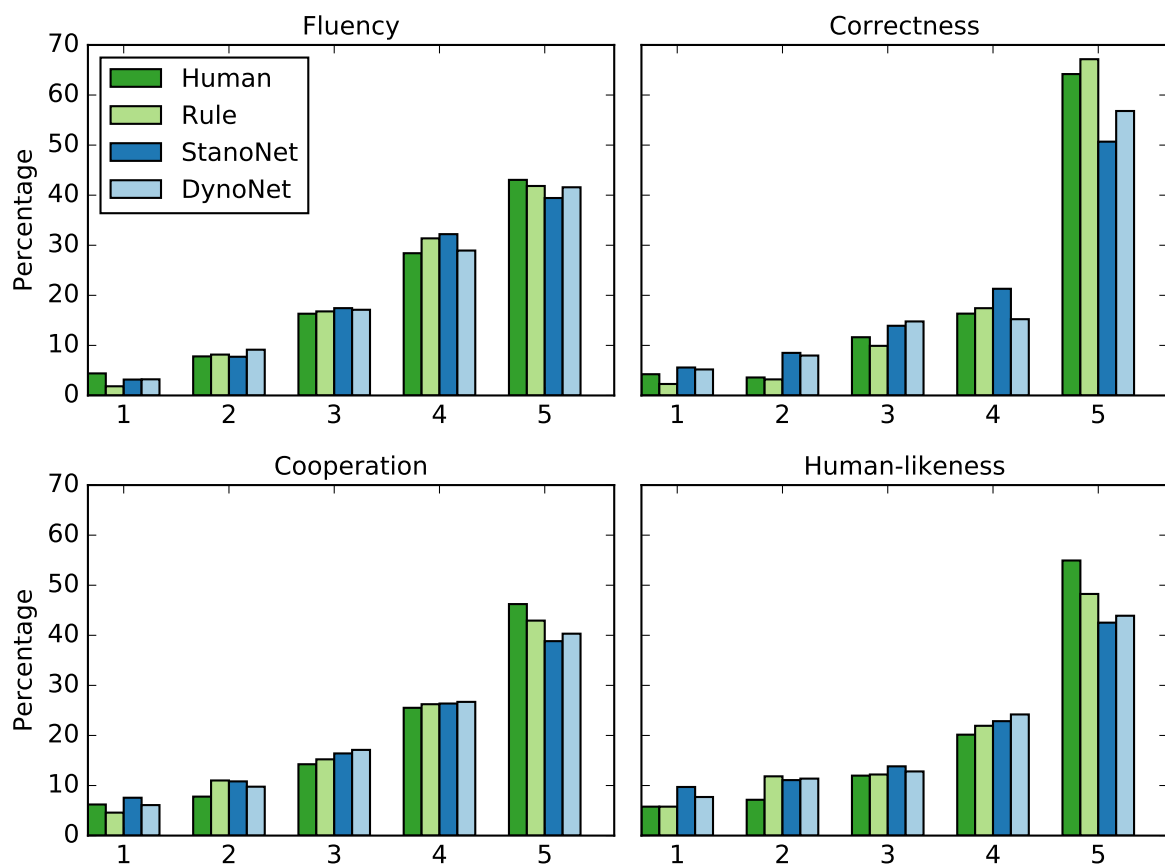 Fluency
Correctness
70
60
50
40
30
20
10
0
Percentage
Human
Rule
StanoNet
DynoNet
1 2 3 4 5
1 2 3 4 5
Cooperation
Human-likeness
70
60
50
40
30
20
10
0
Percentage
1 2 3 4 5
1 2 3 4 5